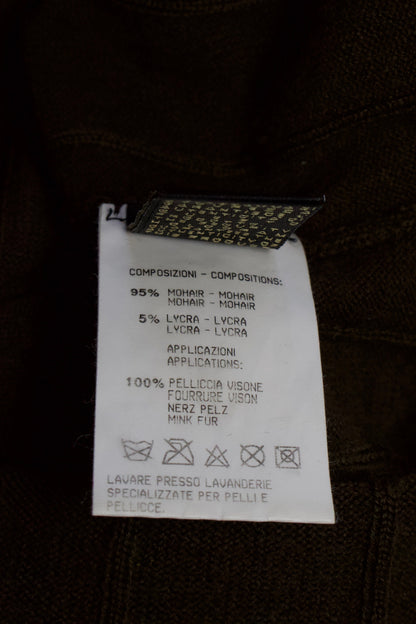 COMPOSIZIONI - COMPOSITIONS:
95% MOHAIR - MOHAIR
MOHAIR - MOHAIR
5% LYCRA - LYCRA
LYCRA - LYCRA
APPLICAZIONI
APPLICATIONS:
100% PELLICCIA VISONE
FOURRURE VISON
NERZ PELZ
MINK FUR
LAVARE PRESSO LAVANDERIE
SPECIALIZZATE PER PELLI E
PELLICCE.